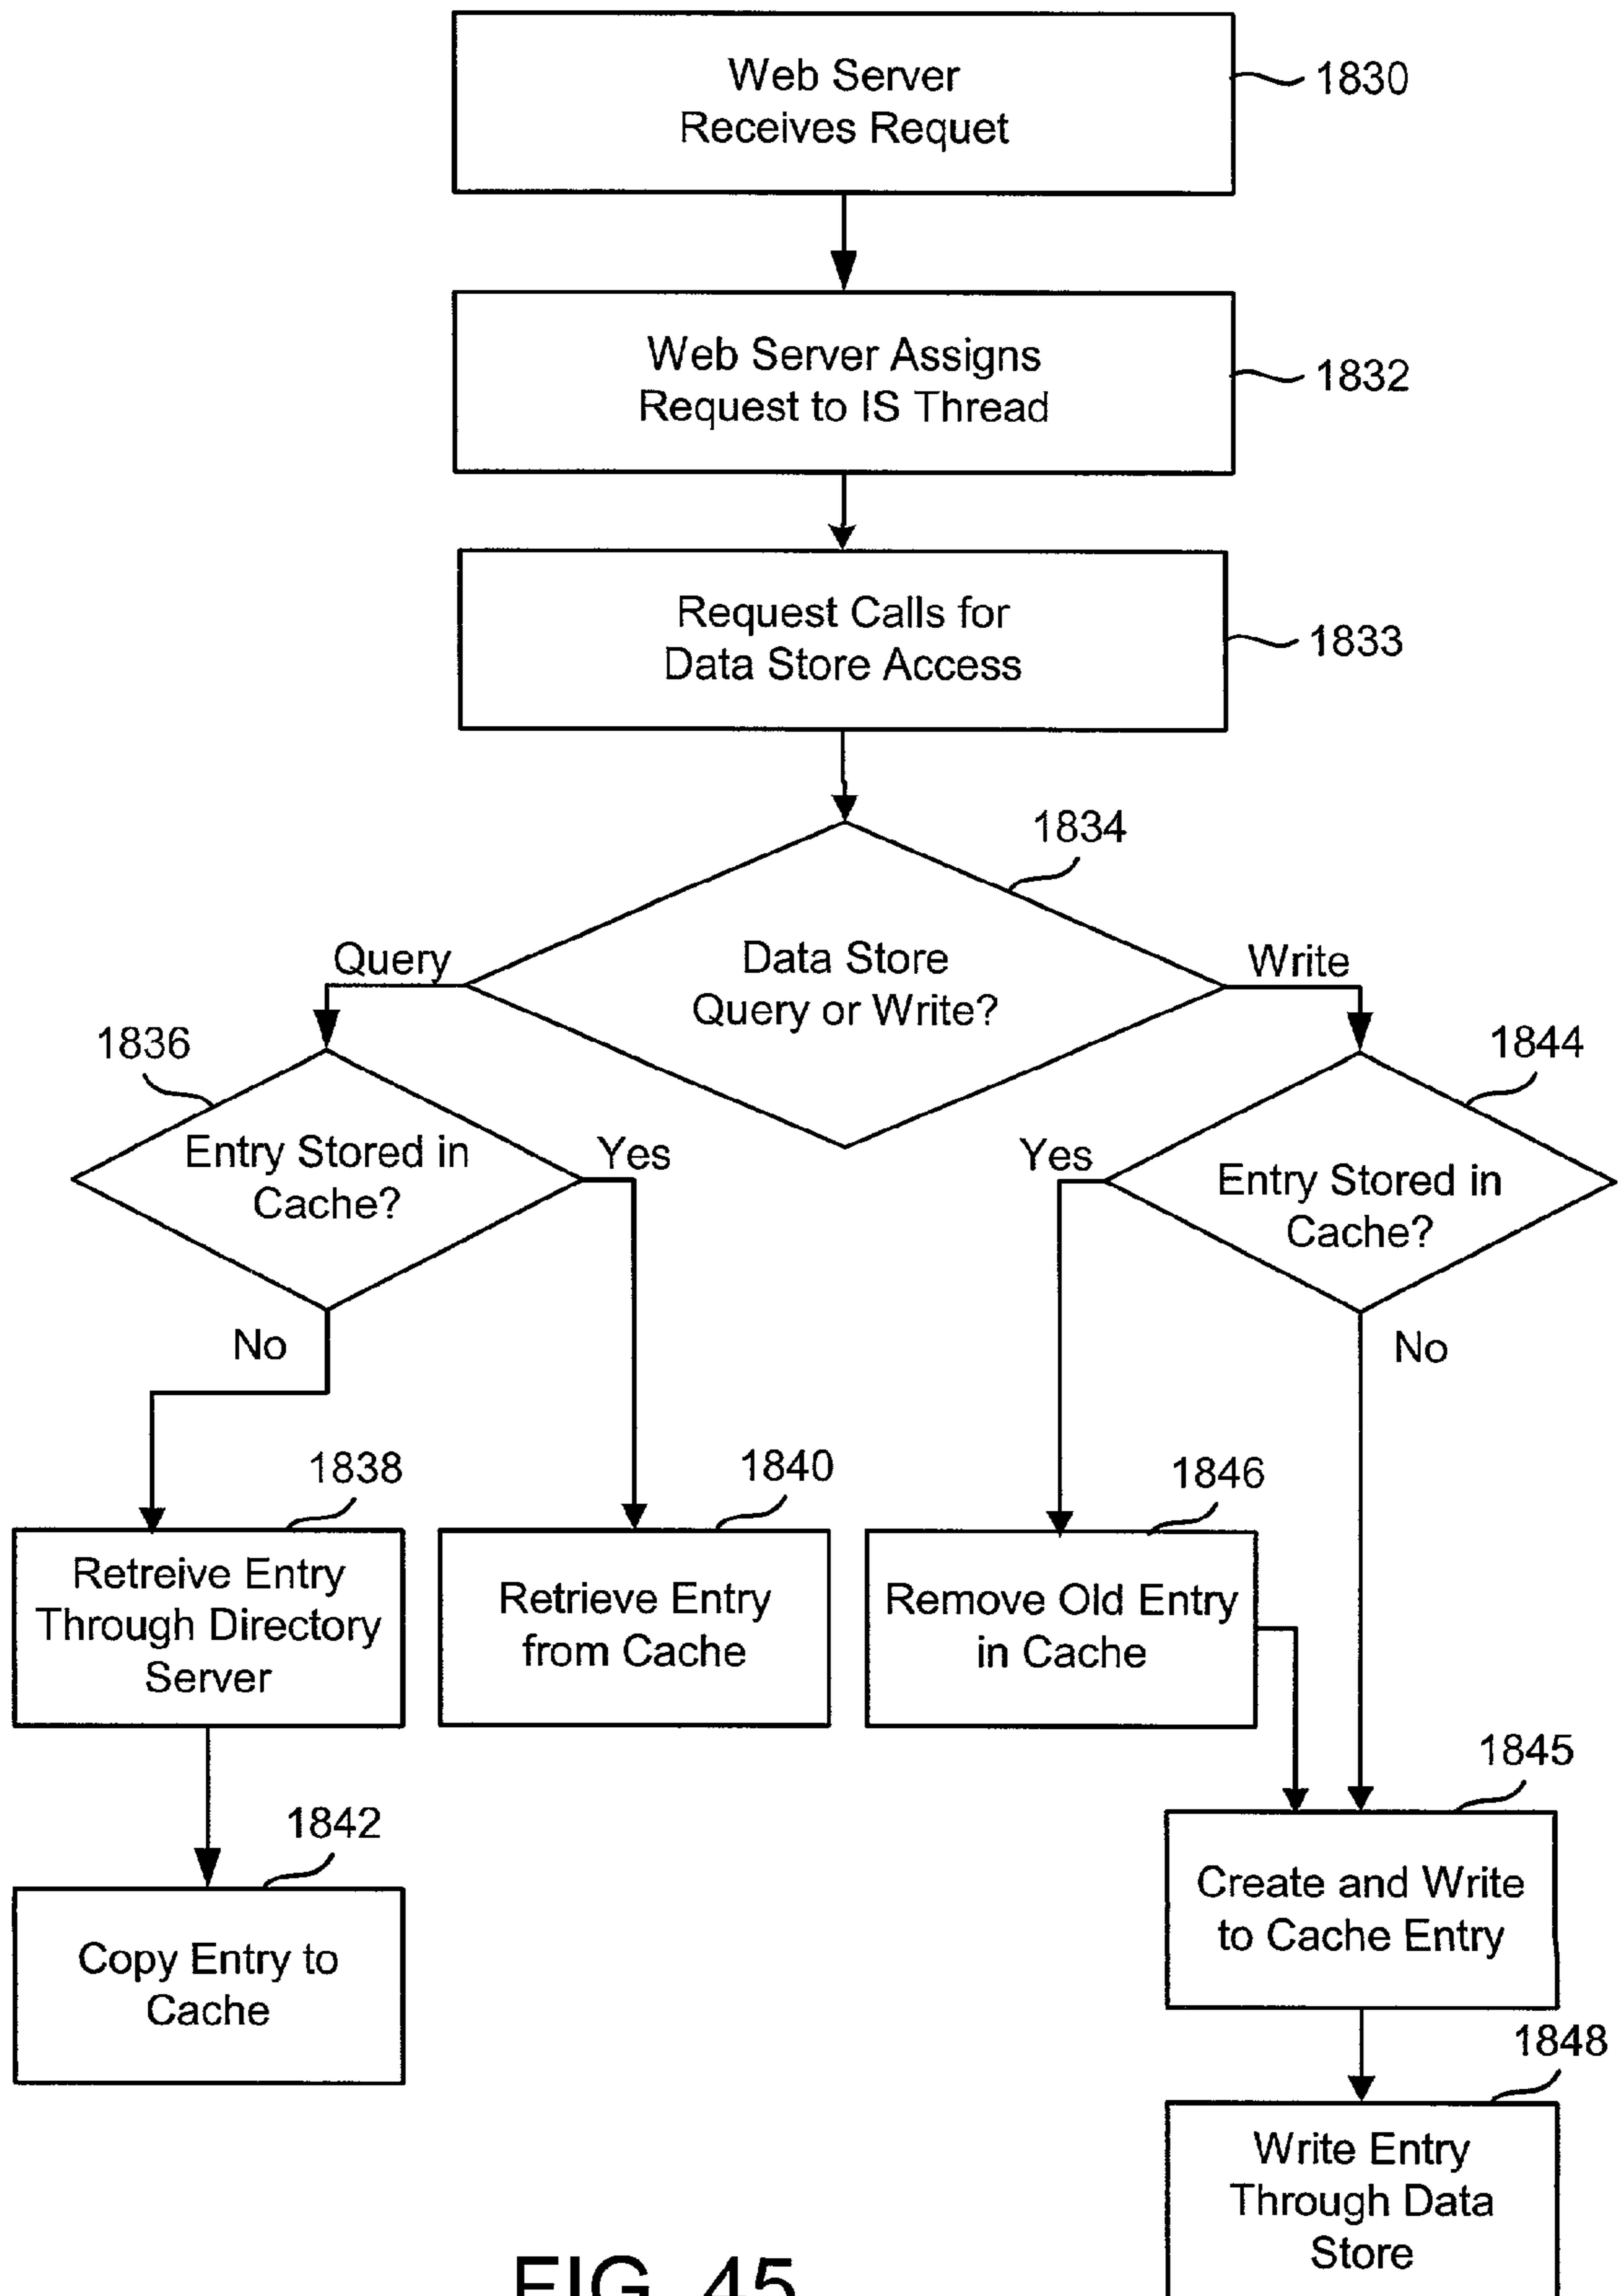 Web Server
Receives Requet
1830
Web Server Assigns
Request to IS Thread
1832
Request Calls for
Data Store Access
1833
1834
Data Store
Query or Write?
Query
Write
1836
Entry Stored in
Cache?
Yes
No
1844
Entry Stored in
Cache?
Yes
No
1838
Retreive Entry
Through Directory
Server
1840
Retrieve Entry
from Cache
1846
Remove Old Entry
in Cache
1842
Copy Entry to
Cache
1845
Create and Write
to Cache Entry
1848
Write Entry
Through Data
Store
FIG. 45